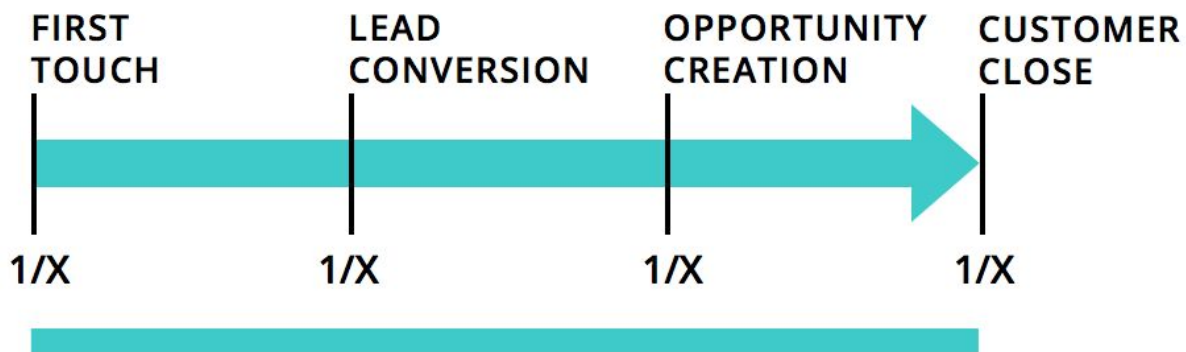 FIRST
TOUCH
LEAD
CONVERSION
OPPORTUNITY
CREATION
CUSTOMER
CLOSE
1/X
1/X
1/X
1/X